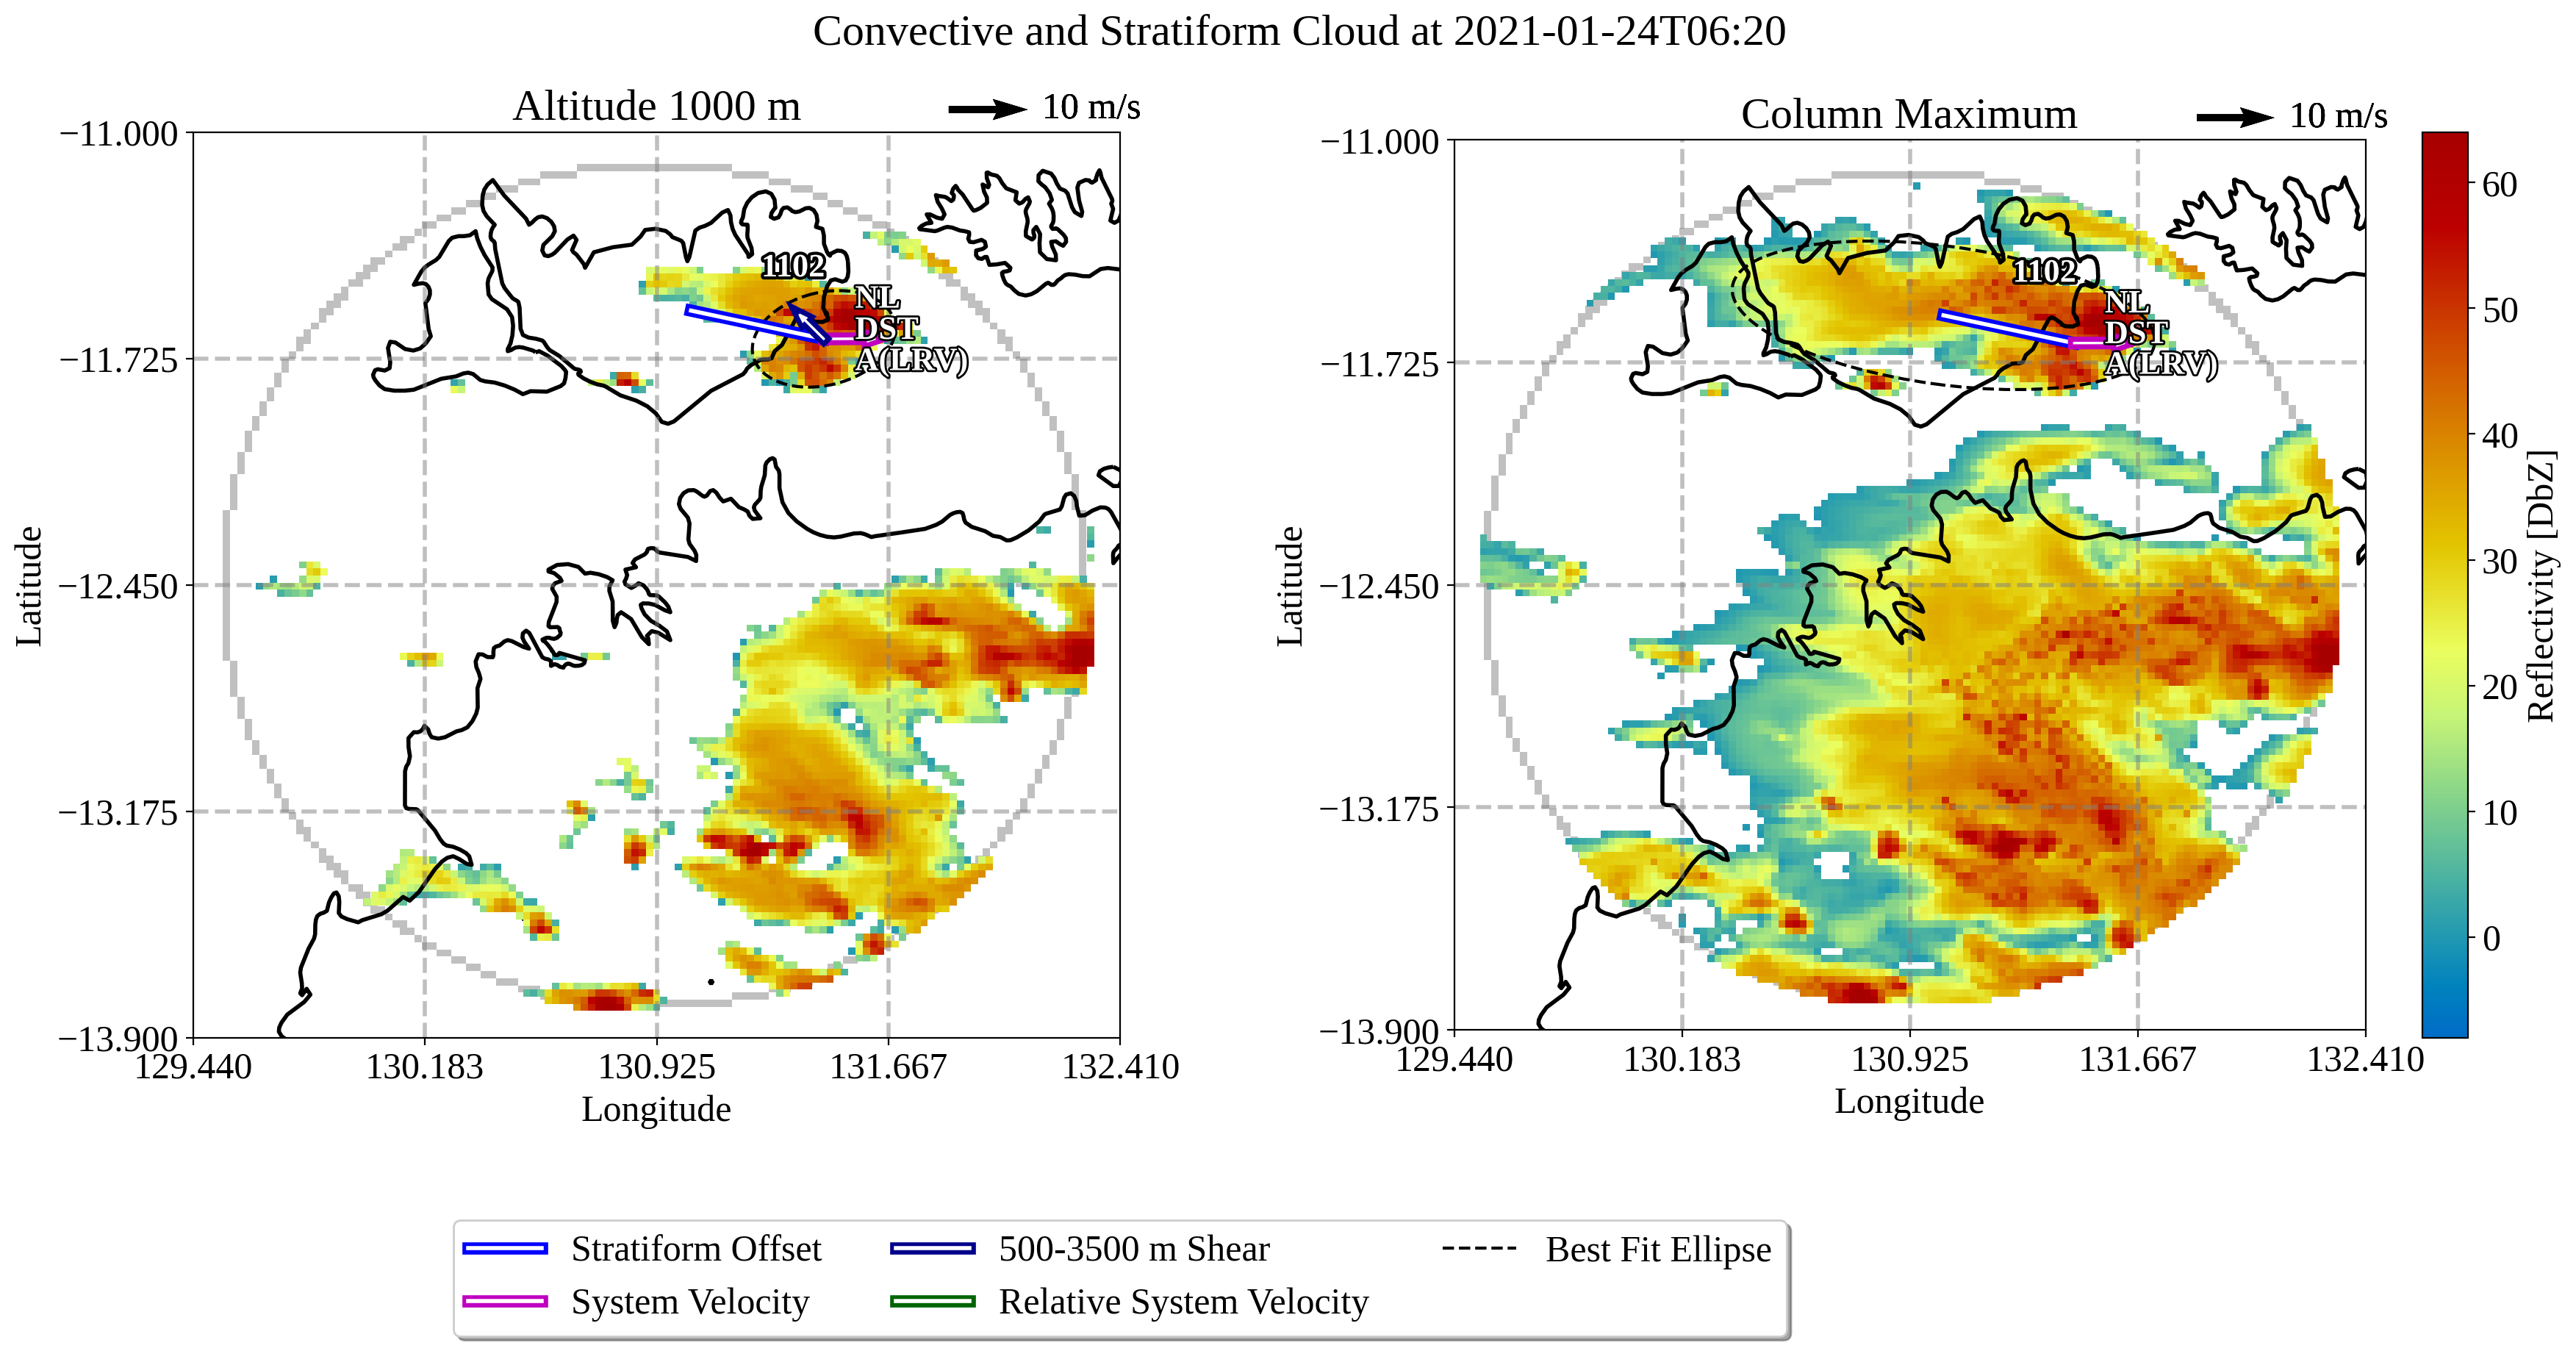 Convective and Stratiform Cloud at 2021-01-24T06:20
Altitude 1000 m
10 m/s
−11.000
−11.725
−12.450
−13.175
−13.900
129.440
130.183
130.925
131.667
132.410
Latitude
Longitude
1102
NL
DST
A(LRV)
Column Maximum
10 m/s
−11.000
−11.725
−12.450
−13.175
−13.900
129.440
130.183
130.925
131.667
132.410
Latitude
Longitude
1102
NL
DST
A(LRV)
60
50
40
30
20
10
0
Reflectivity [DbZ]
Stratiform Offset
System Velocity
500-3500 m Shear
Relative System Velocity
Best Fit Ellipse